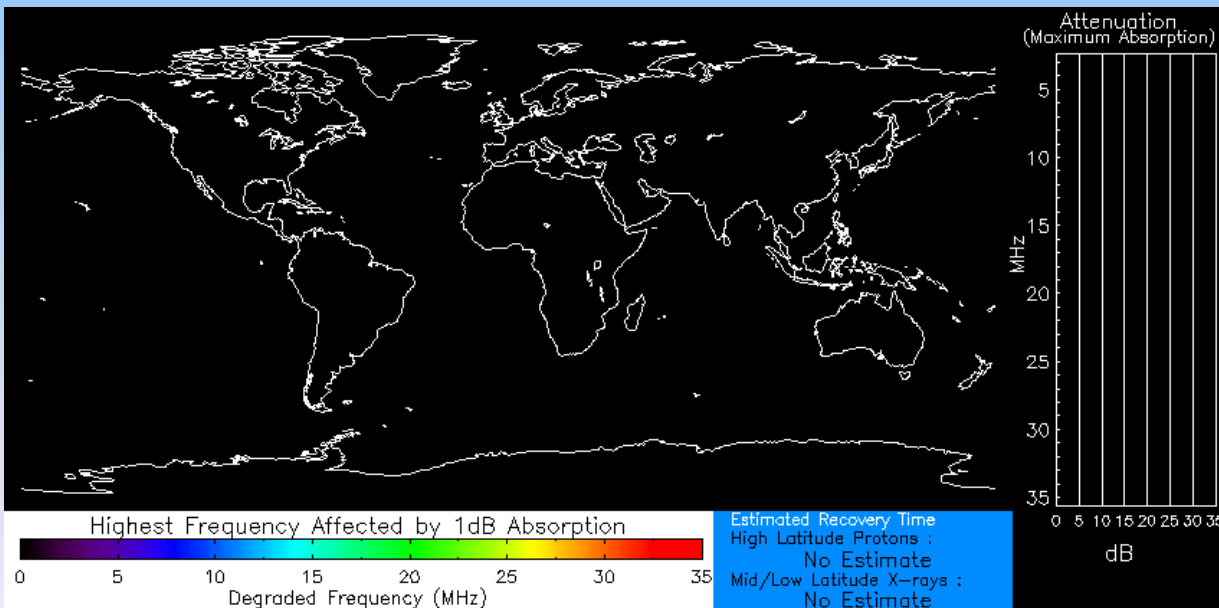 Attenuation
(Maximum Absorption)
5
10
15
20
25
30
35
MHz
0 5 10 15 20 25 30 35
dB
Highest Frequency Affected by 1dB Absorption
0 5 10 15 20 25 30 35
Degraded Frequency (MHz)
Estimated Recovery Time
High Latitude Protons :
No Estimate
Mid/Low Latitude X-rays :
No Estimate